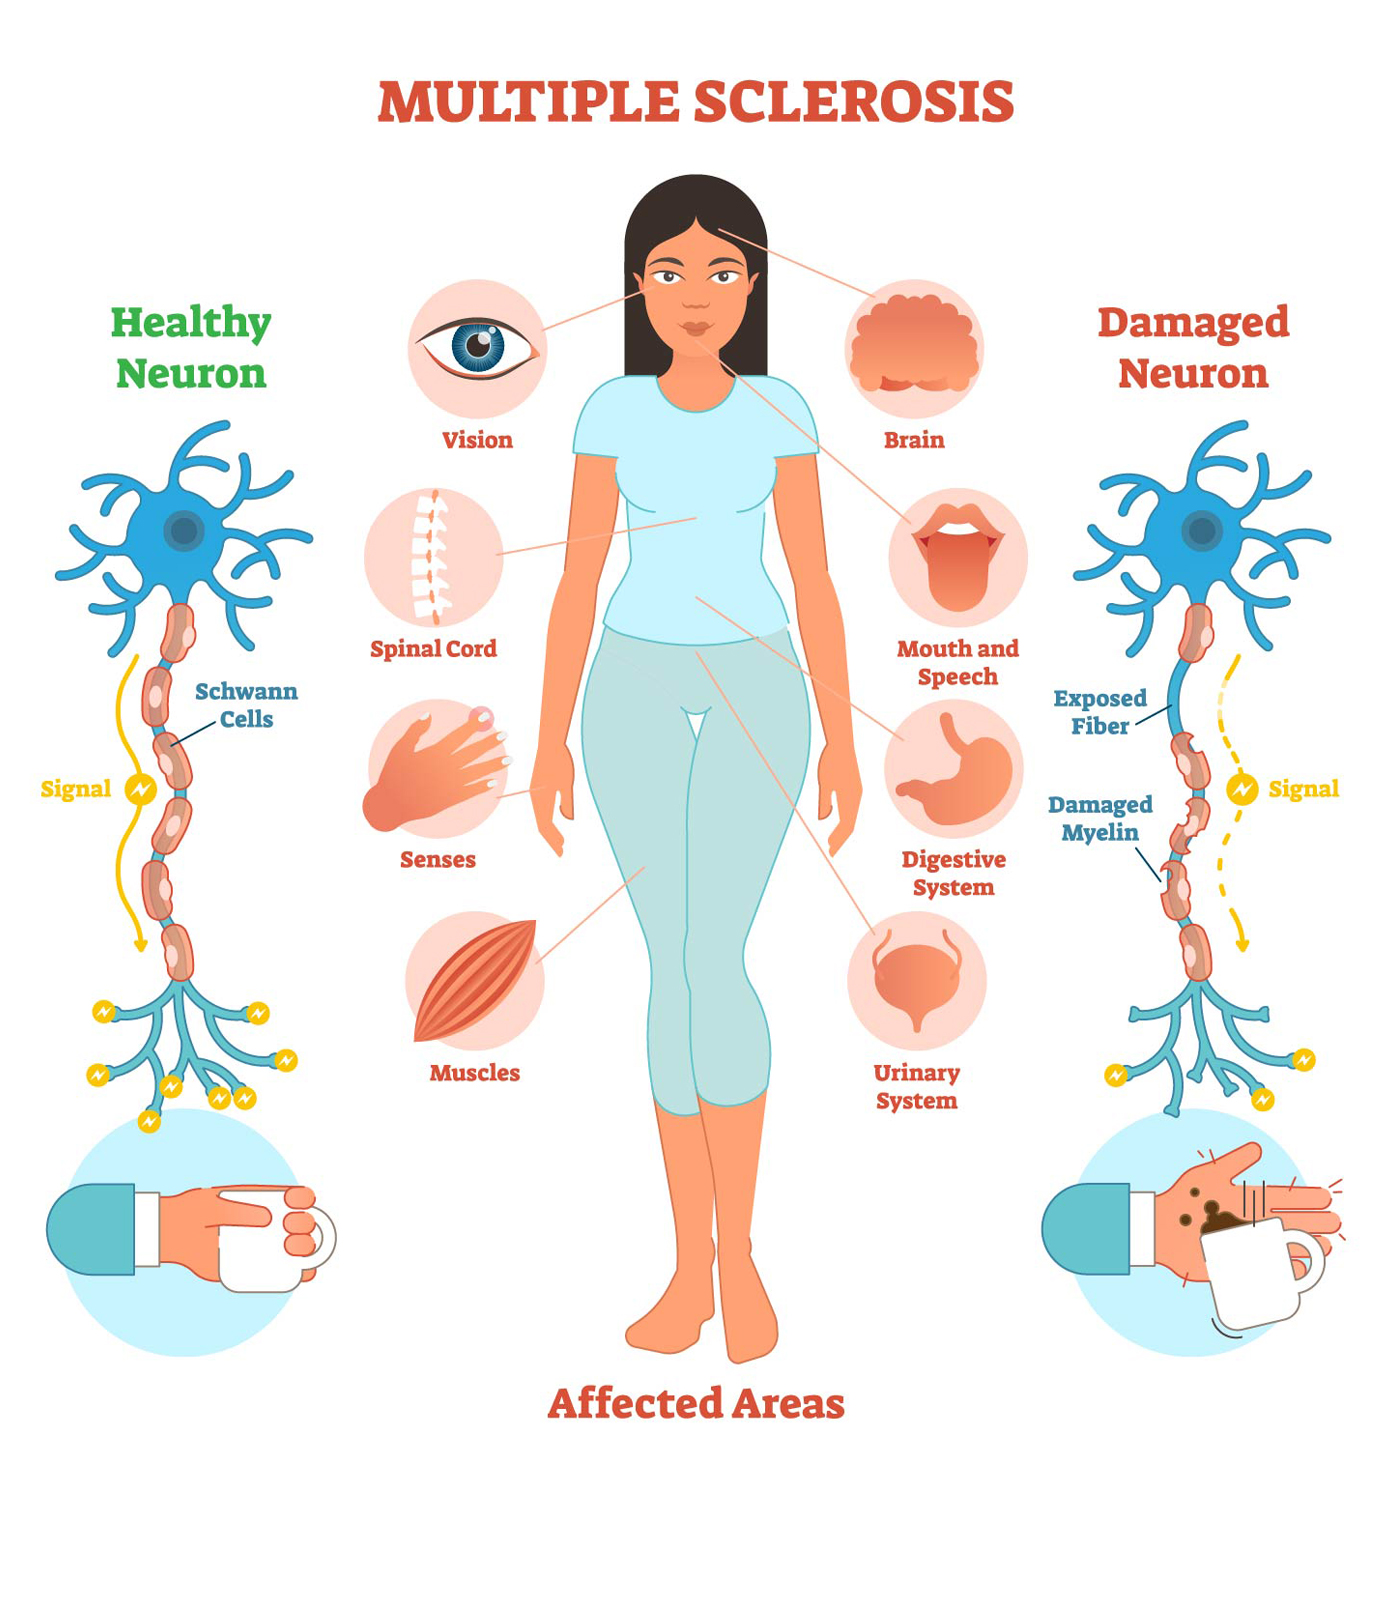 MULTIPLE SCLEROSIS
Healthy
Neuron
Schwann
Cells
Signal
Vision
Spinal Cord
Senses
Muscles
Brain
Mouth and
Speech
Digestive
System
Urinary
System
Damaged
Neuron
Exposed
Fiber
Damaged
Myelin
Signal
Affected Areas